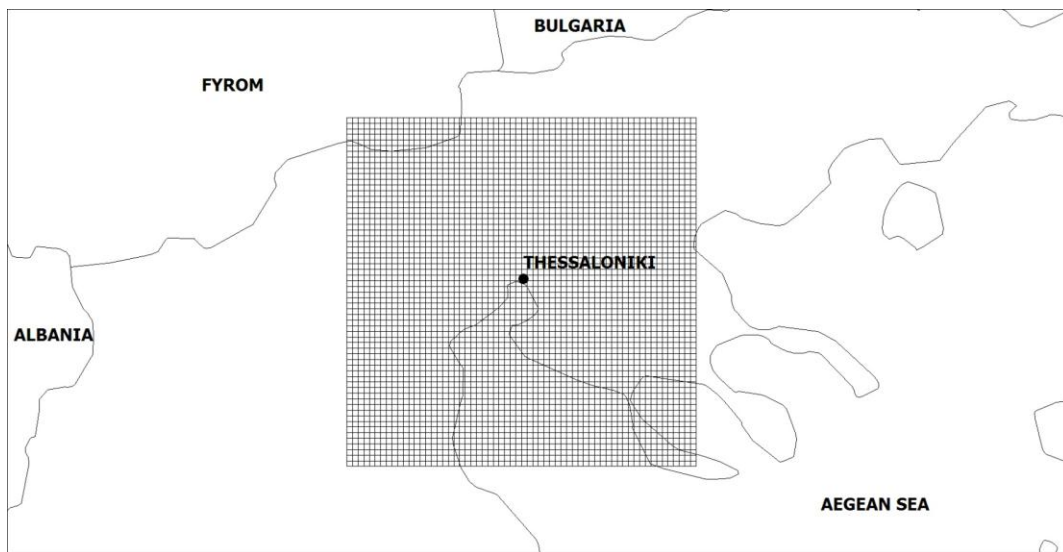 BULGARIA
FYROM
THESSALONIKI
ALBANIA
AEGEAN SEA